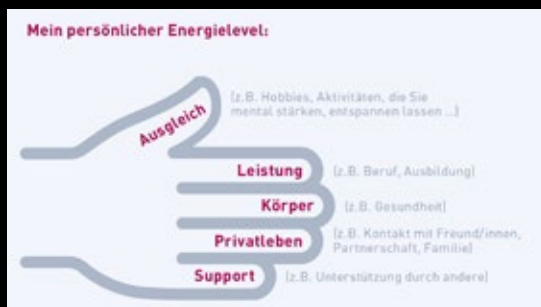 Mein persönlicher Energielevel:
Ausgleich
(z.B. Hobbies, Aktivitäten, die Sie
mental stärken, entspannen lassen ...)
Leistung
(z.B. Beruf, Ausbildung)
Körper
(z.B. Gesundheit)
Privatleben
(z.B. Kontakt mit Freund/innen,
Partnerschaft, Familie)
Support
(z.B. Unterstützung durch andere)